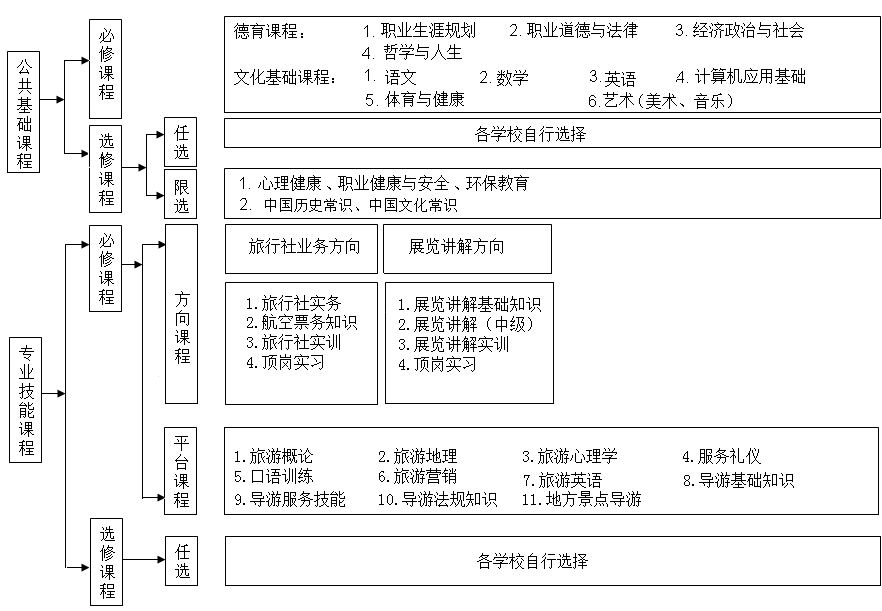 公共基础课程
必修课程
德育课程： 1. 职业生涯规划 2. 职业道德与法律 3. 经济政治与社会
4. 哲学与人生
文化基础课程： 1. 语文 2. 数学 3. 英语 4. 计算机应用基础
5. 体育与健康 6.艺术(美术、音乐)
选修课程
任选
各学校自行选择
限选
1. 心理健康、职业健康与安全、环保教育
2. 中国历史常识、中国文化常识
专业技能课程
必修课程
方向课程
旅行社业务方向
展览讲解方向
1.旅行社实务
2.航空票务知识
3.旅行社实训
4.顶岗实习
1.展览讲解基础知识
2.展览讲解（中级）
3.展览讲解实训
4.顶岗实习
平台课程
1.旅游概论 2.旅游地理 3.旅游心理学 4.服务礼仪
5.口语训练 6.旅游营销 7.旅游英语 8.导游基础知识
9.导游服务技能 10.导游法规知识 11.地方景点导游
选修课程
任选
各学校自行选择